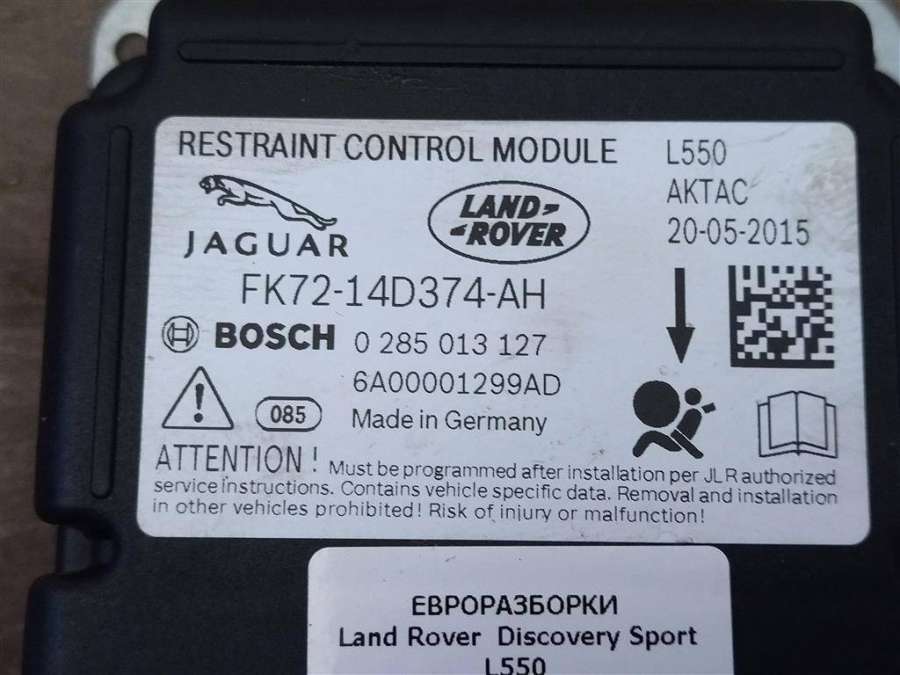 RESTRAINT CONTROL MODULE L550
AKTAC
20-05-2015
JAGUAR
LAND-
-ROVER
FK72-14D374-AH
BOSCH 0 285 013 127
6A00001299AD
085 Made in Germany
ATTENTION! Must be programmed after installation per JLR authorized
service instructions. Contains vehicle specific data. Removal and installation
in other vehicles prohibited! Risk of injury or malfunction!
ЕВРОРАЗБОРКИ
Land Rover Discovery Sport
L550